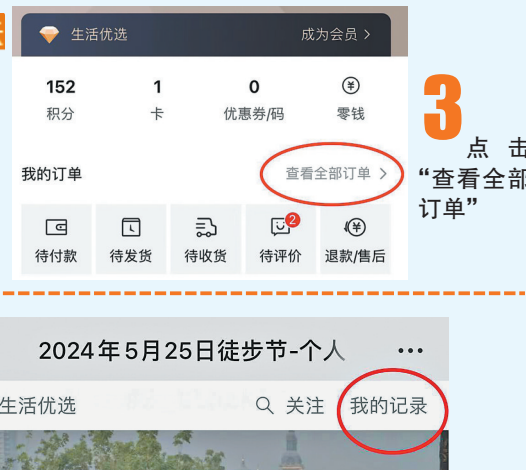 生活优选 成为会员 >
152 1 0
积分 卡 优惠券/码 零钱
3
点击
“查看全部
订单”
我的订单 查看全部订单 >
2
待付款 待发货 待收货 待评价 退款/售后
2024年5月25日徒步节-个人 ...
生活优选 关注 我的记录